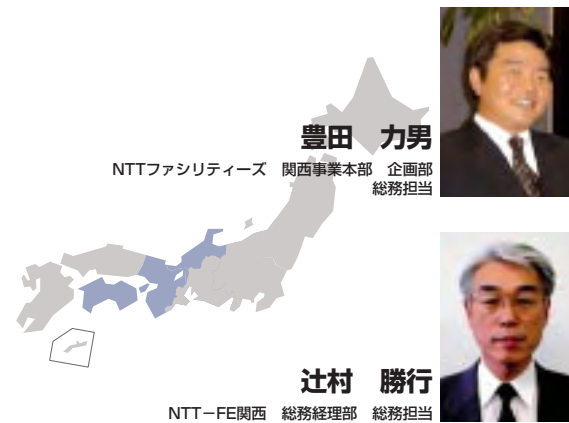 豊田　力男
NTTファシリティーズ　関西事業本部　企画部
総務担当
辻村　勝行
NTT－FE関西　総務経理部　総務担当